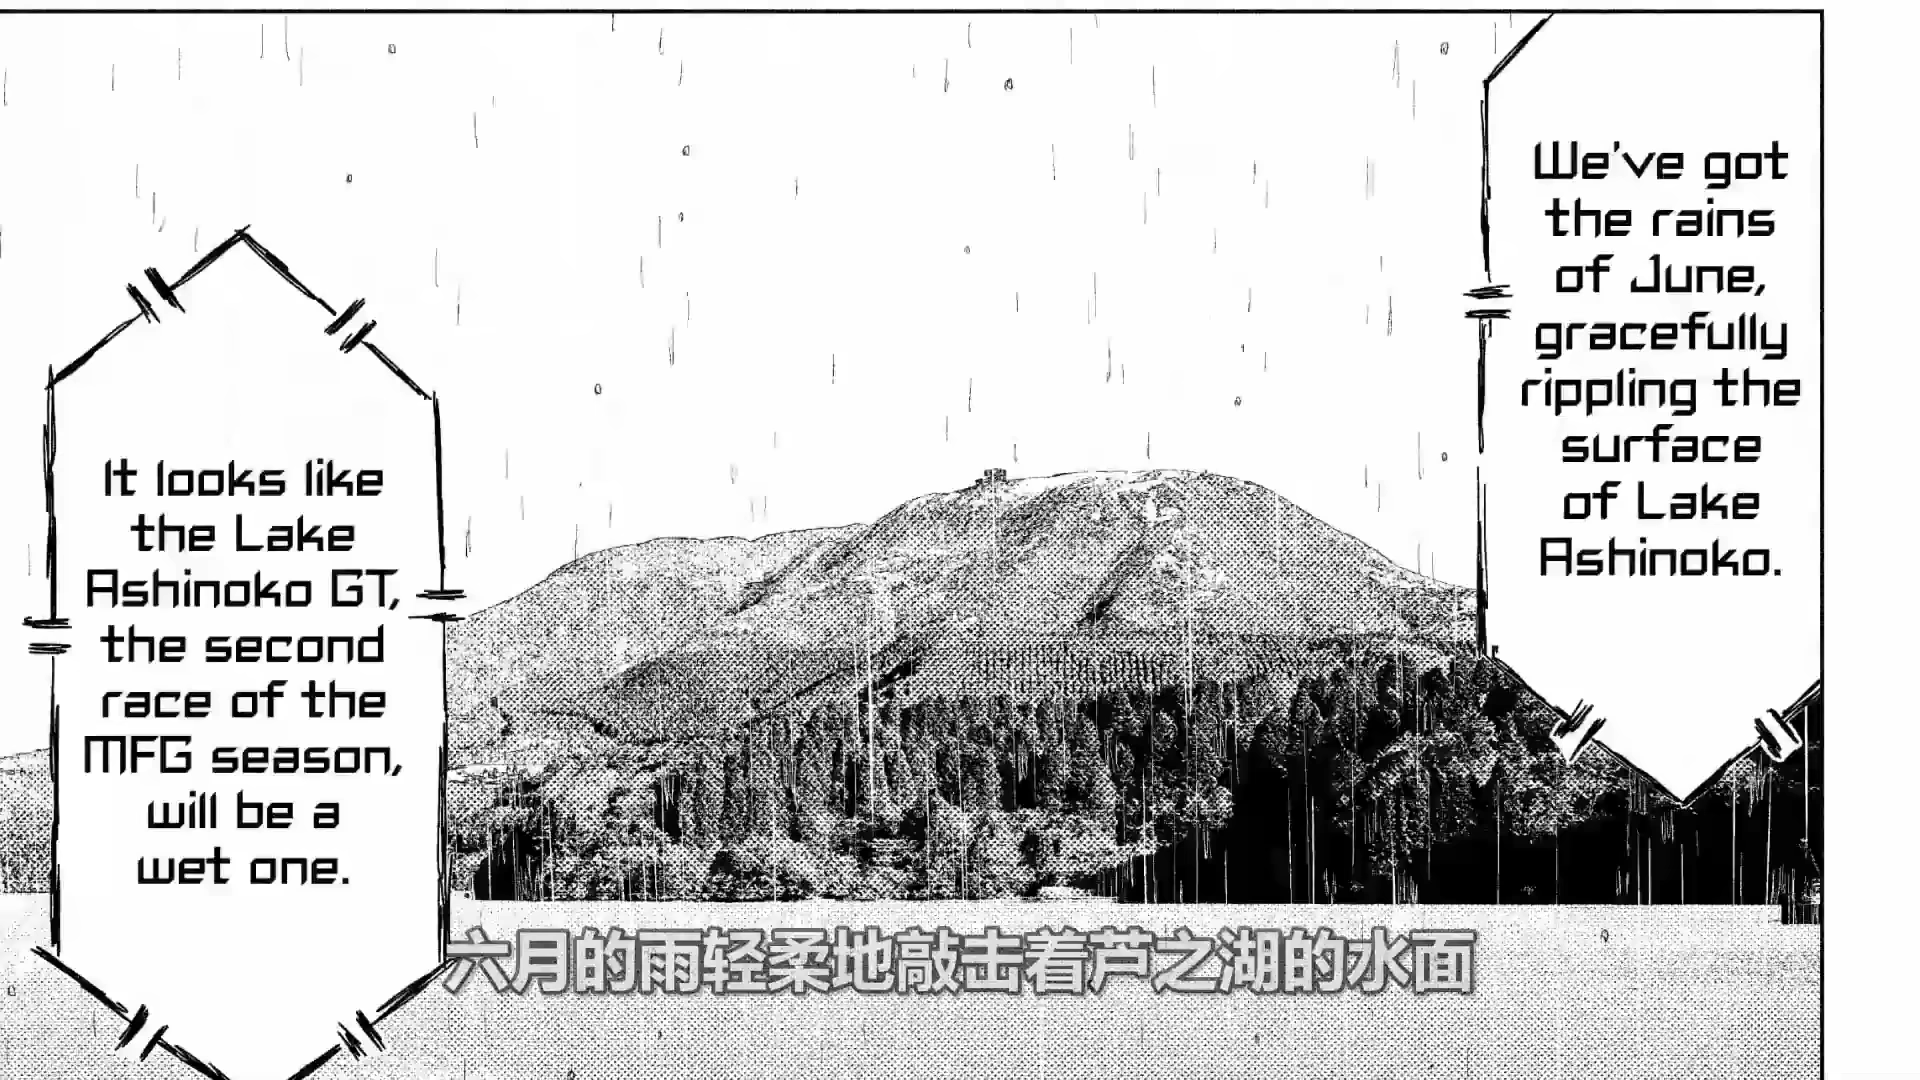 We've got
the rains
of June,
gracefully
rippling the
surface
of Lake
Ashinoko.
It looks like
the Lake
Ashinoko GT,
the second
race of the
MFG season,
will be a
wet one.
六月的雨轻柔地敲击着芦之湖的水面